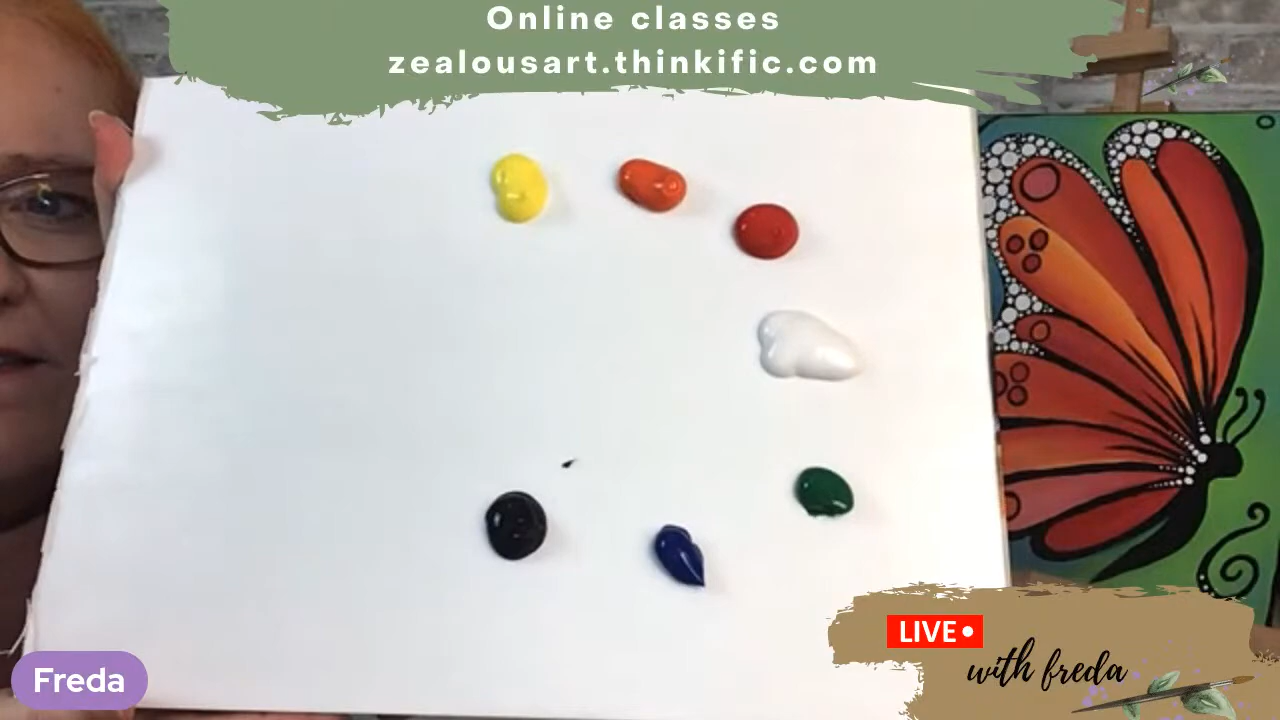 Online classes
zealousart.thinkific.com
LIVE
with freda
Freda